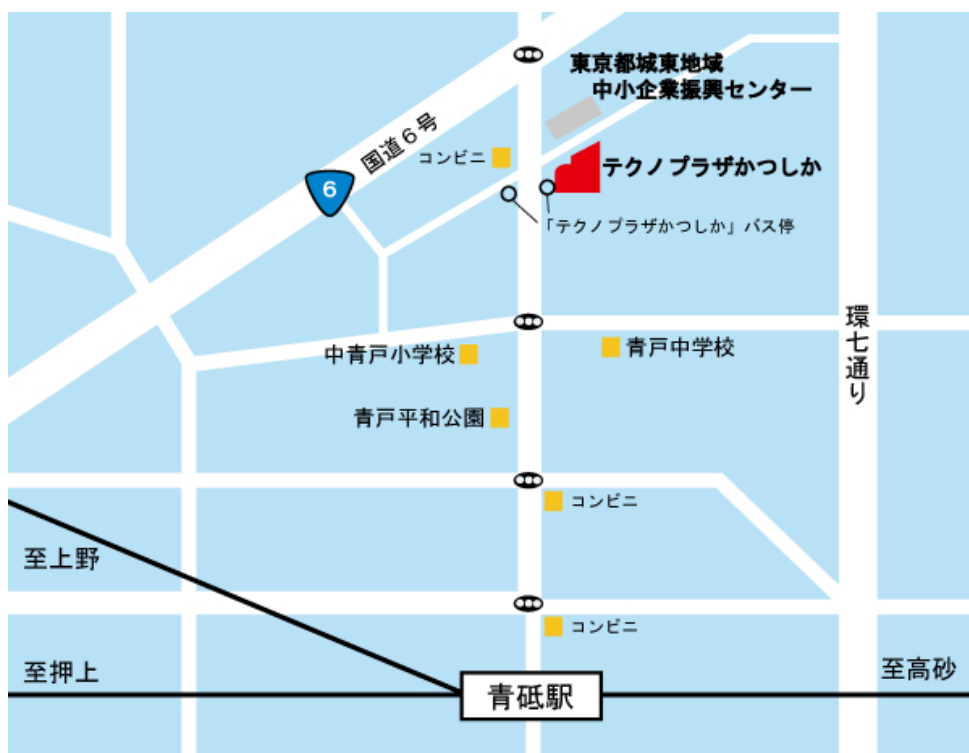 東京都城東地域
中小企業振興センター
国道6号
コンビニ
テクノプラザかつしか
6
「テクノプラザかつしか」バス停
環七通り
中青戸小学校
青戸中学校
青戸平和公園
コンビニ
至上野
コンビニ
至押上
至高砂
青砥駅